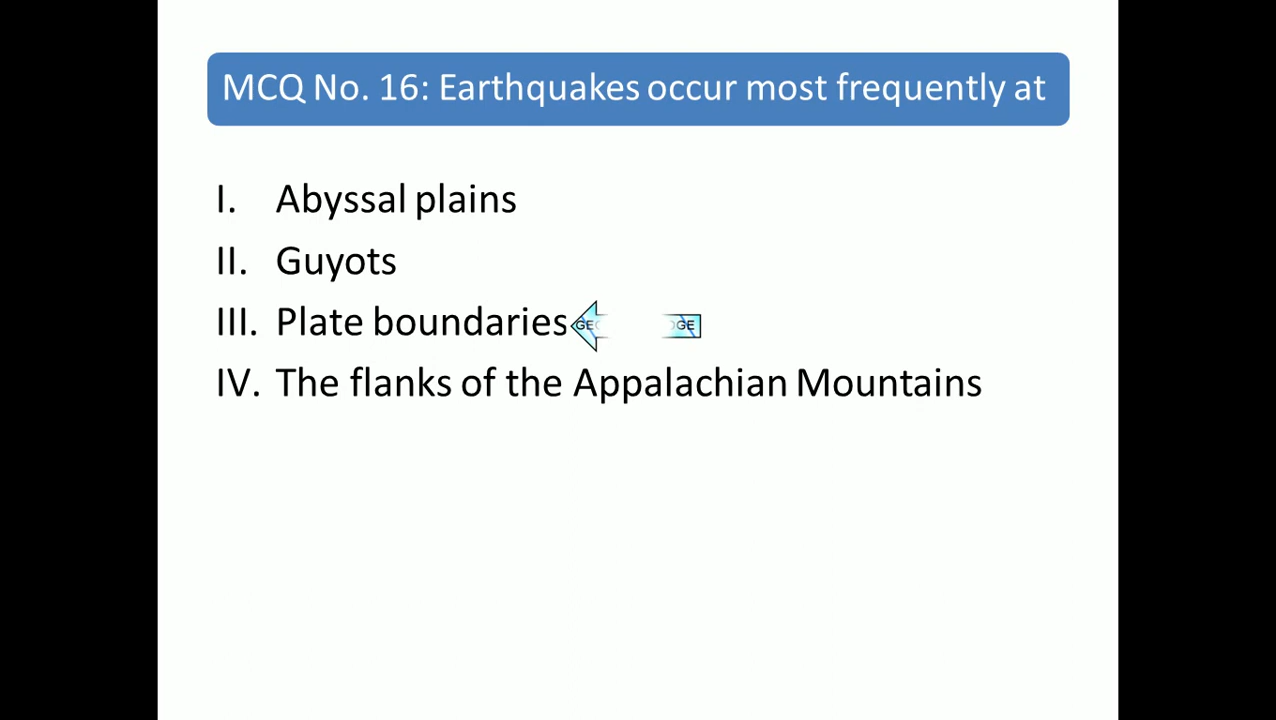 MCQ No. 16: Earthquakes occur most frequently at
I. Abyssal plains
II. Guyots
III. Plate boundaries
IV. The flanks of the Appalachian Mountains